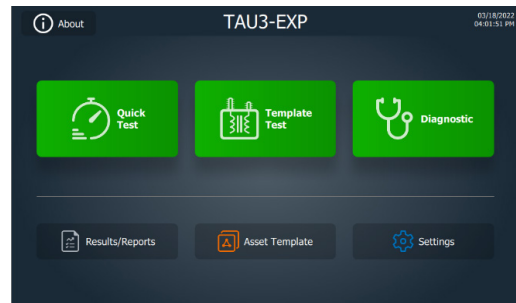 About
TAU3-EXP
03/18/2022
04:01:51 PM
Quick
Test
Template
Test
Diagnostic
Results/Reports
Asset Template
Settings